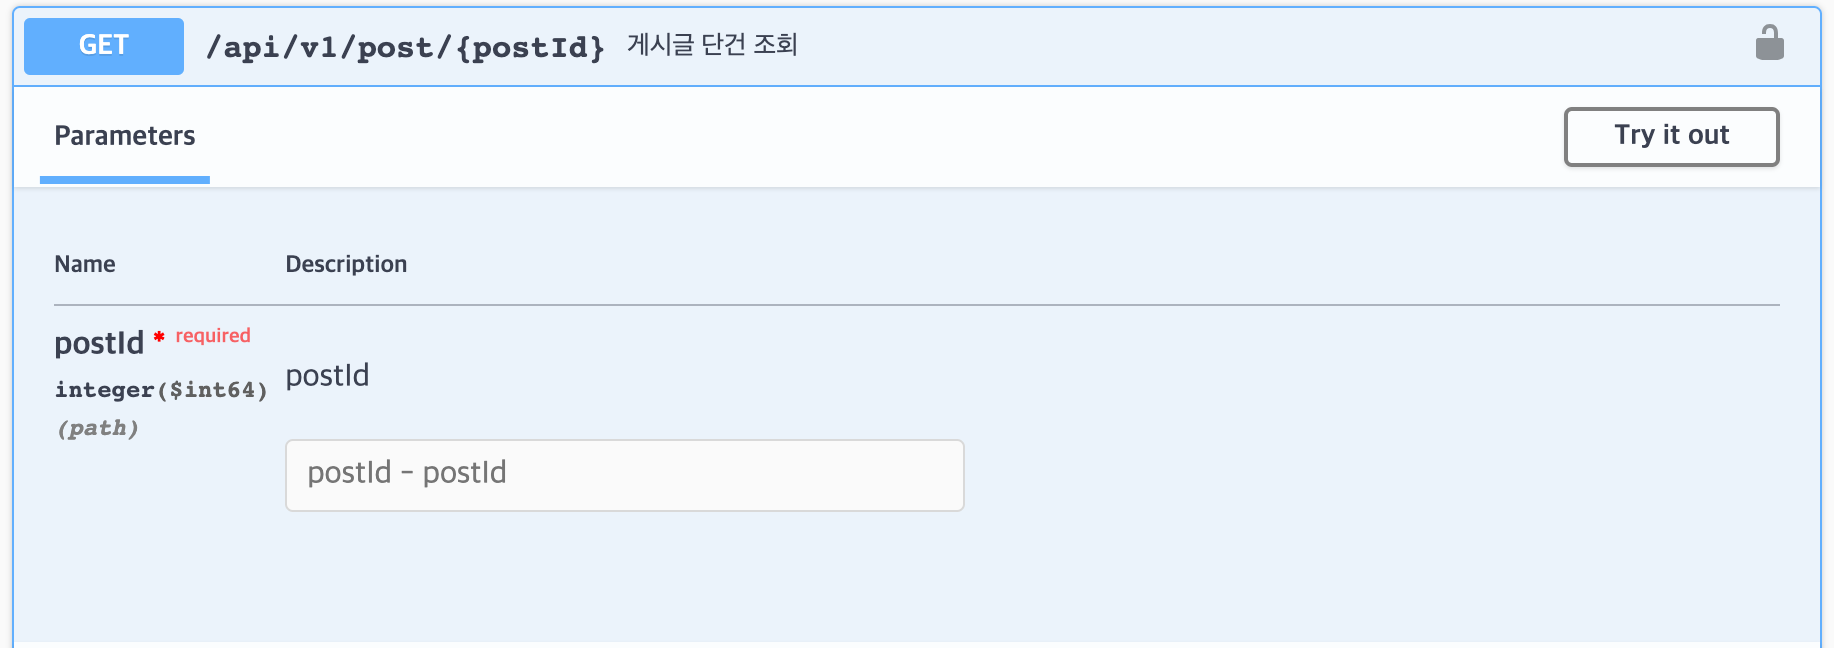 GET /api/v1/post/{postId} 게시글 단건 조회
Parameters
Try it out
Name Description
postId * required
integer($int64)
(path)
postId
postId - postId